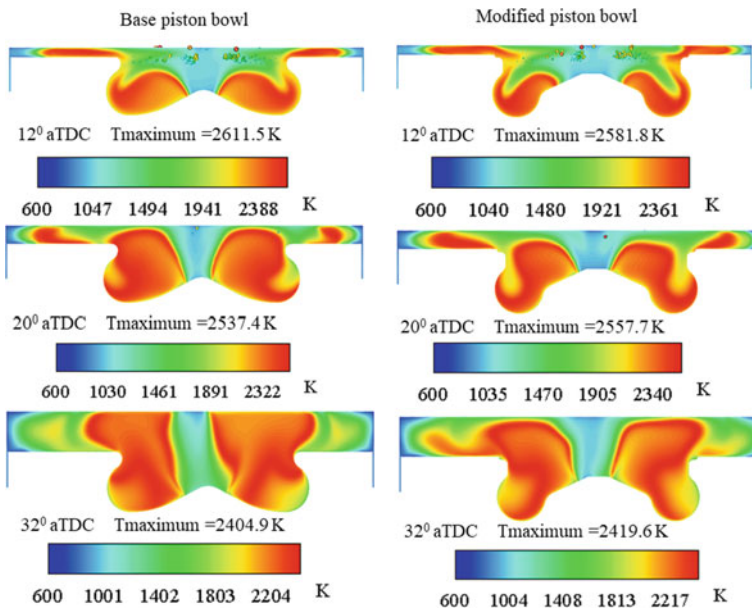 Base piston bowl
Modified piston bowl
12⁰ aTDC Tmaximum =2611.5 K
12⁰ aTDC Tmaximum =2581.8 K
600 1047 1494 1941 2388 K
600 1040 1480 1921 2361 K
20⁰ aTDC Tmaximum =2537.4 K
20⁰ aTDC Tmaximum =2557.7 K
600 1030 1461 1891 2322 K
600 1035 1470 1905 2340 K
32⁰ aTDC Tmaximum =2404.9 K
32⁰ aTDC Tmaximum =2419.6 K
600 1001 1402 1803 2204 K
600 1004 1408 1813 2217 K